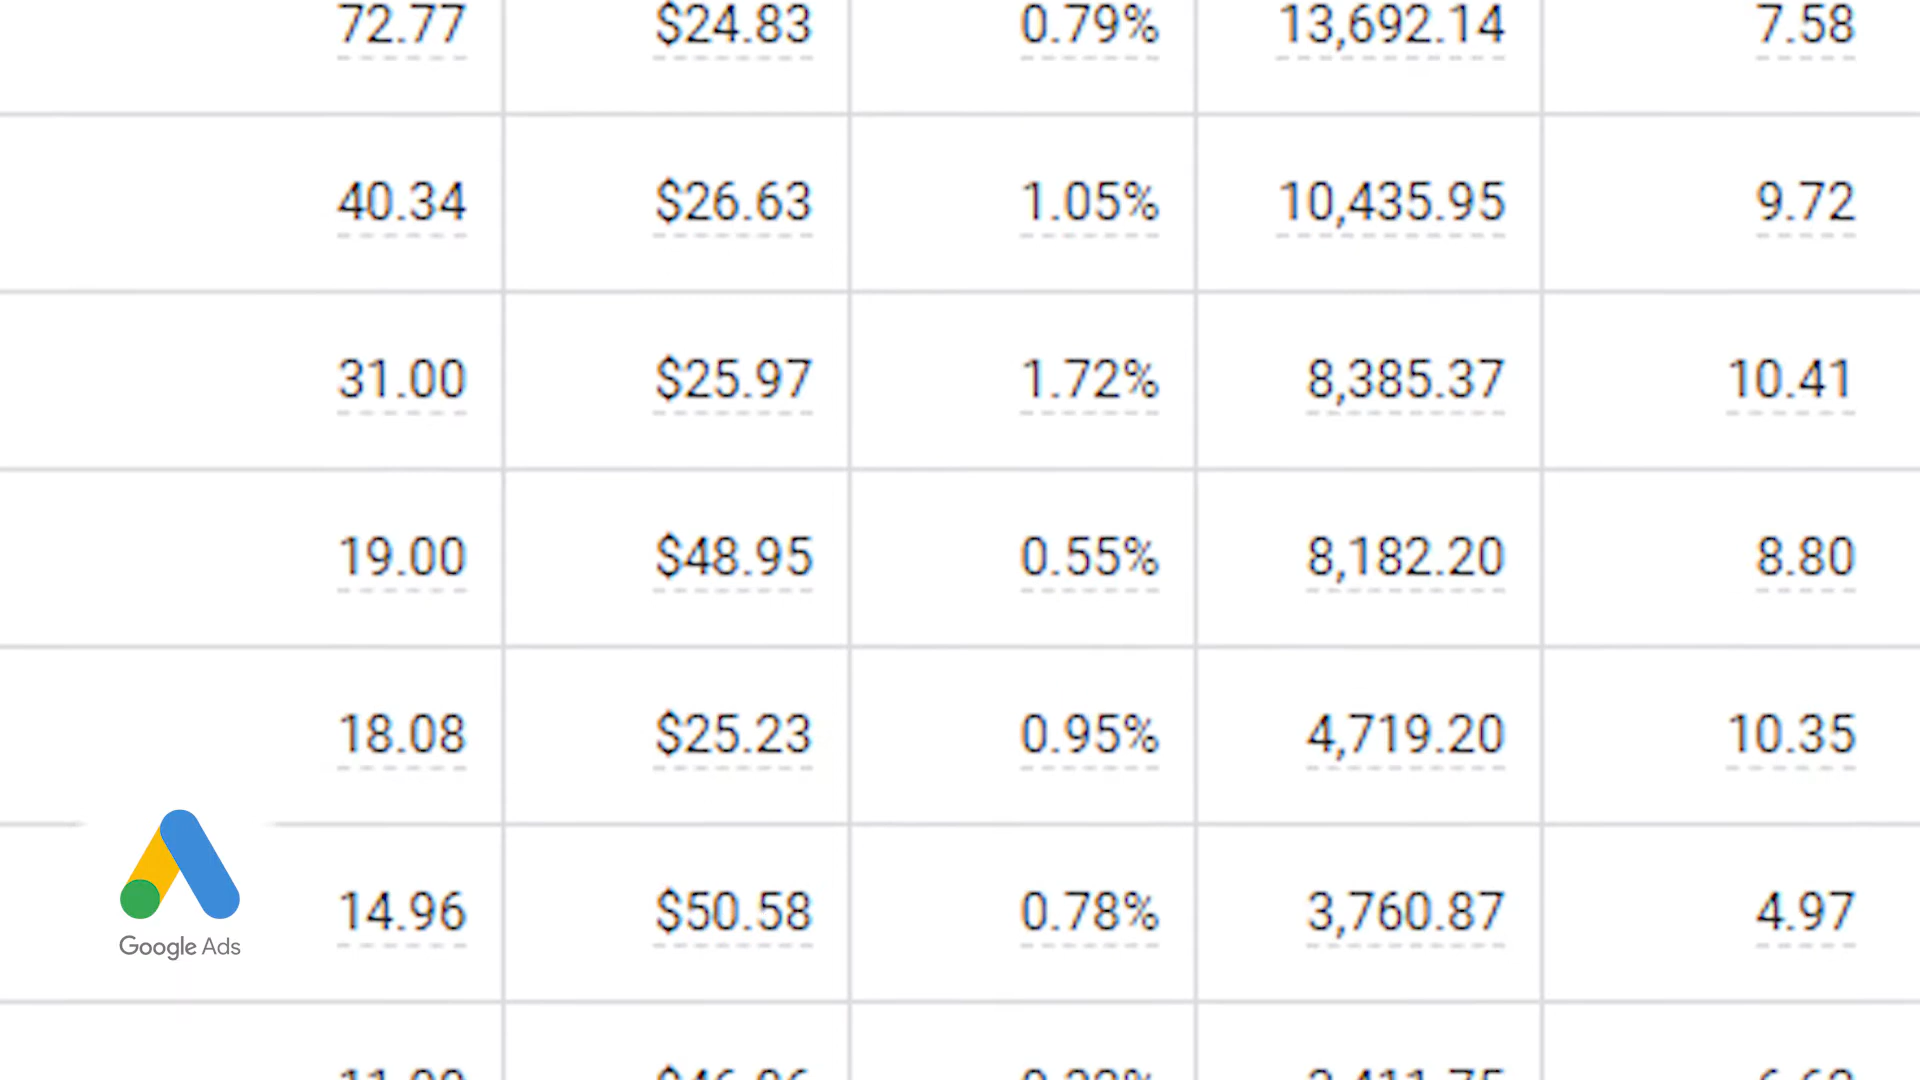 72.77 $24.83 0.79% 13,692.14 7.58
40.34 $26.63 1.05% 10,435.95 9.72
31.00 $25.97 1.72% 8,385.37 10.41
19.00 $48.95 0.55% 8,182.20 8.80
18.08 $25.23 0.95% 4,719.20 10.35
14.96 $50.58 0.78% 3,760.87 4.97
Google Ads